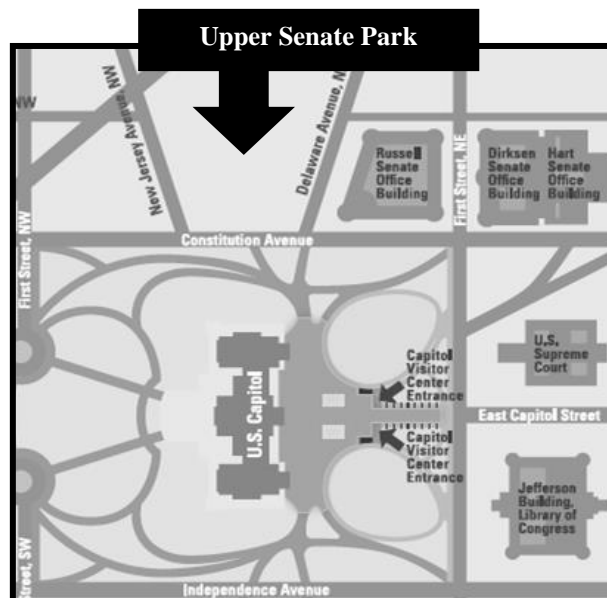 Upper Senate Park
NW
New Jersey Avenue, NW
Delaware Avenue, N
First Street, NW
First Street, NE
Russell
Senate
Office
Building
Dirksen
Senate
Office
Building
Hart
Senate
Office
Building
Constitution Avenue
U.S.
Supreme
Court
Capitol
Visitor
Center
Entrance
U.S. Capitol
East Capitol Street
Capitol
Visitor
Center
Entrance
Jefferson
Building,
Library of
Congress
Street, SW
Independence Avenue